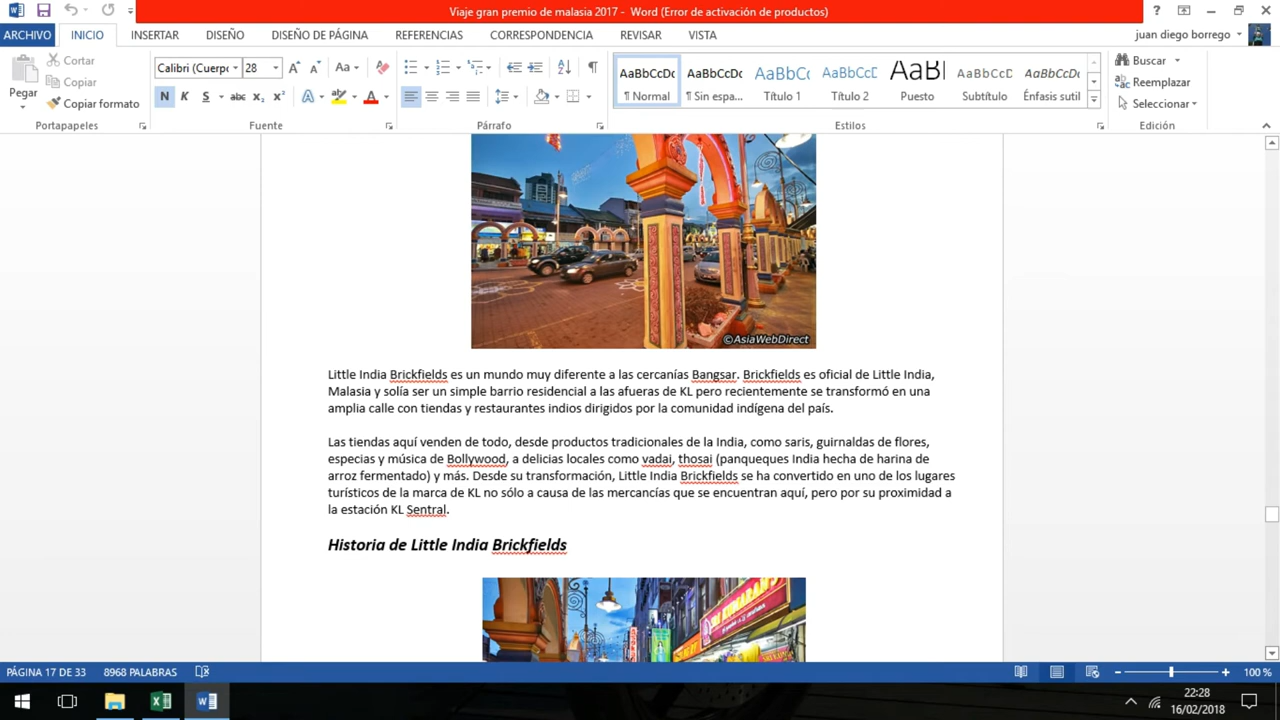 Viaje gran premio de malasia 2017 - Word (Error de activación de productos)
ARCHIVO INICIO INSERTAR DISEÑO DISEÑO DE PÁGINA REFERENCIAS CORRESPONDENCIA REVISAR VISTA juan diego borrego
Pegar
Cortar
Copiar
Copiar formato
Portapapeles
Calibri (Cuerpo 28
N K S abc x₂ x²
Fuente
Párrafo
AaBbCcDc AaBbCcDc AaBbCc AaBbCcD AaBl AaBbCcD AaBbCcDc
¶ Normal ¶ Sin espa... Título 1 Título 2 Puesto Subtítulo Énfasis sutil
Estilos
Buscar
Reemplazar
Seleccionar
Edición
©AsiaWebDirect
Little India Brickfields es un mundo muy diferente a las cercanías Bangsar. Brickfields es oficial de Little India,
Malasia y solía ser un simple barrio residencial a las afueras de KL pero recientemente se transformó en una
amplia calle con tiendas y restaurantes indios dirigidos por la comunidad indígena del país.
Las tiendas aquí venden de todo, desde productos tradicionales de la India, como saris, guirnaldas de flores,
especias y música de Bollywood, a delicias locales como vadai, thosai (panqueques India hecha de harina de
arroz fermentado) y más. Desde su transformación, Little India Brickfields se ha convertido en uno de los lugares
turísticos de la marca de KL no sólo a causa de las mercancías que se encuentran aquí, pero por su proximidad a
la estación KL Sentral.
Historia de Little India Brickfields
PÁGINA 17 DE 33 8968 PALABRAS 100 %
22:28
16/02/2018